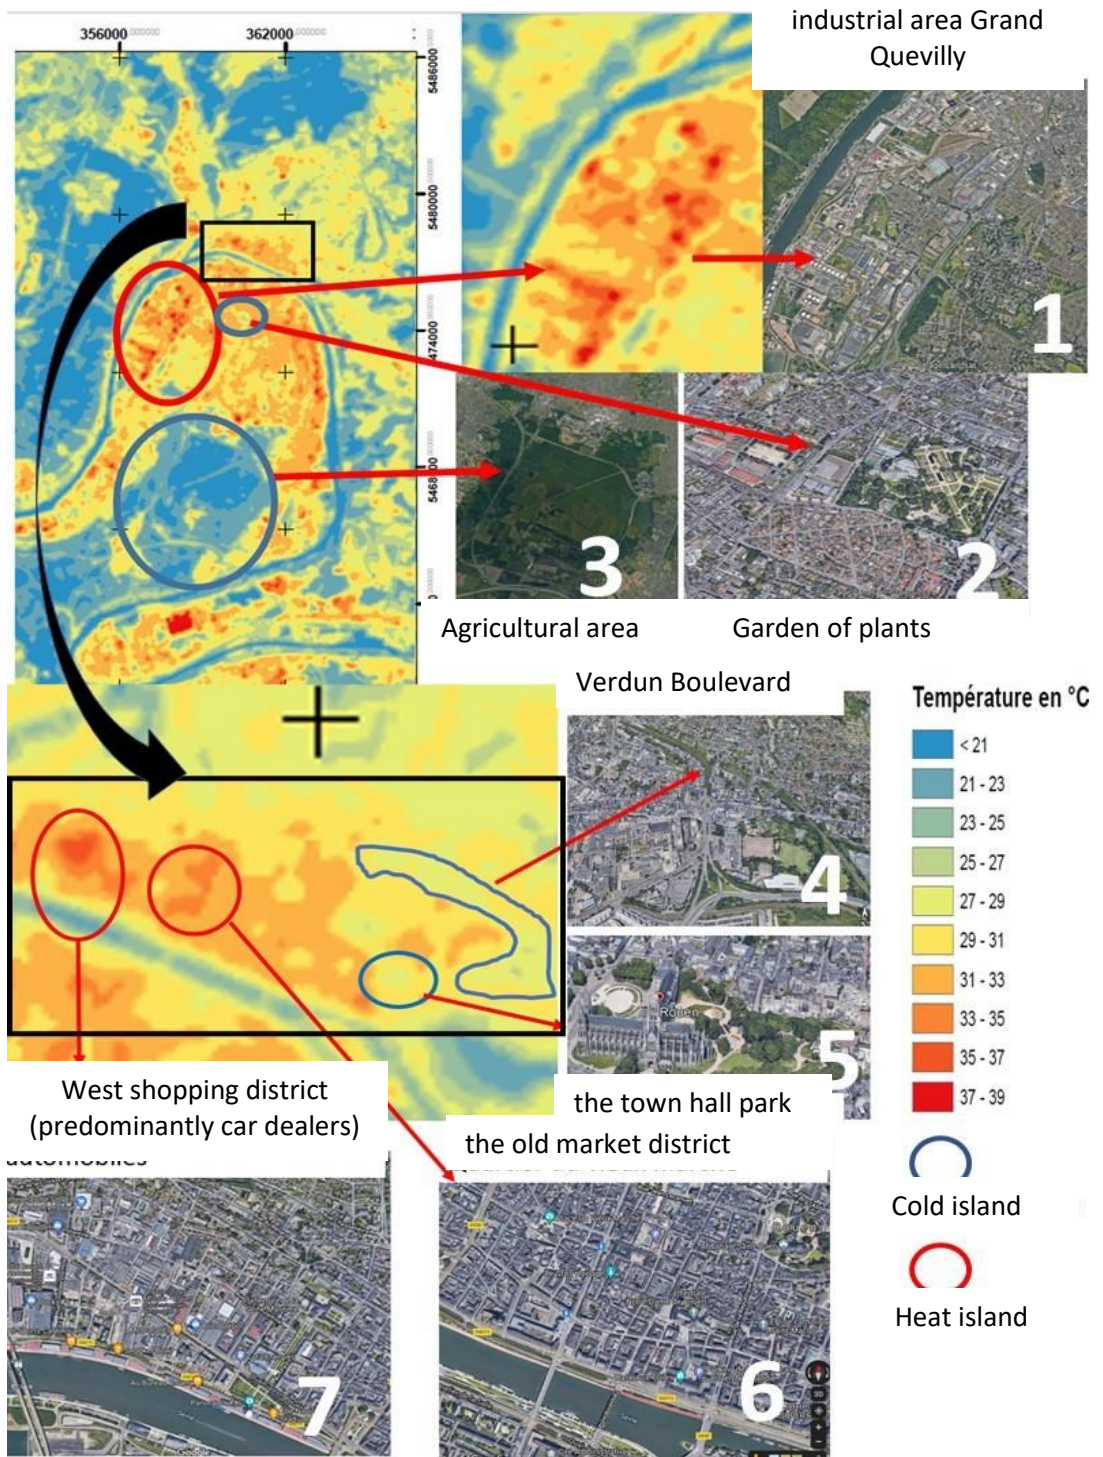 industrial area Grand
Quevilly
356000
362000
5486000
5480000
474000
5468000
1
2
3
Agricultural area
Garden of plants
Verdun Boulevard
Température en °C
< 21
21 - 23
23 - 25
25 - 27
27 - 29
29 - 31
31 - 33
33 - 35
35 - 37
37 - 39
4
Rouen
5
West shopping district
(predominantly car dealers)
automobiles
the town hall park
the old market district
Cold island
Heat island
6
7